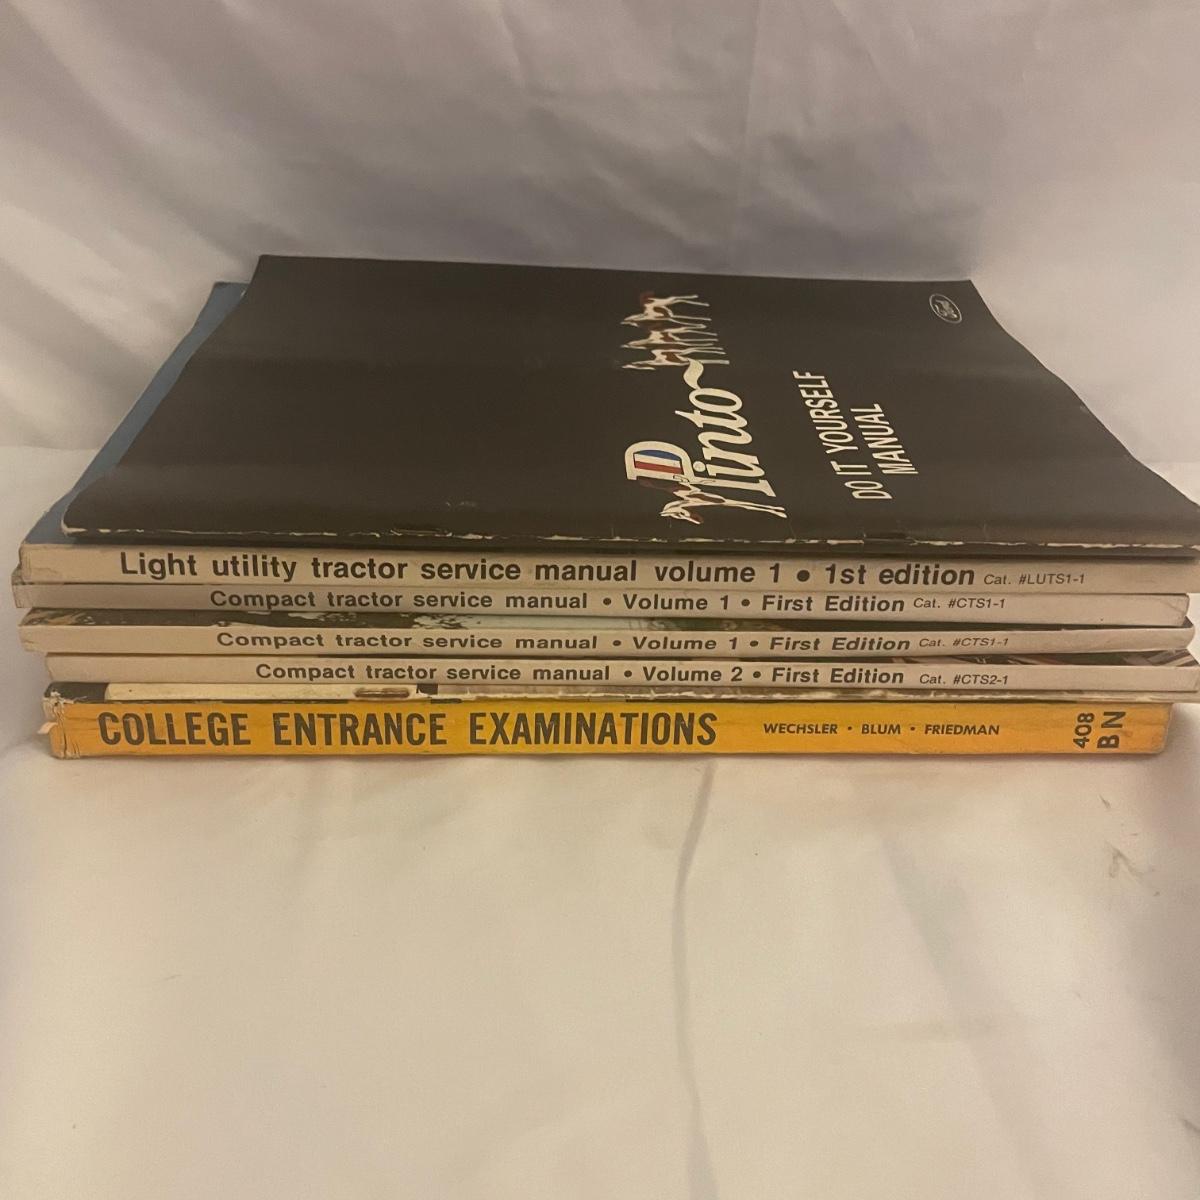 Ford
Pinto
DO IT YOURSELF
MANUAL
Light utility tractor service manual volume 1 • 1st edition Cat. #LUTS1-1
Compact tractor service manual • Volume 1 • First Edition Cat. #CTS1-1
Compact tractor service manual • Volume 1 • First Edition Cat. #CTS1-1
Compact tractor service manual • Volume 2 • First Edition Cat. #CTS2-1
COLLEGE ENTRANCE EXAMINATIONS WECHSLER • BLUM • FRIEDMAN
408
BN